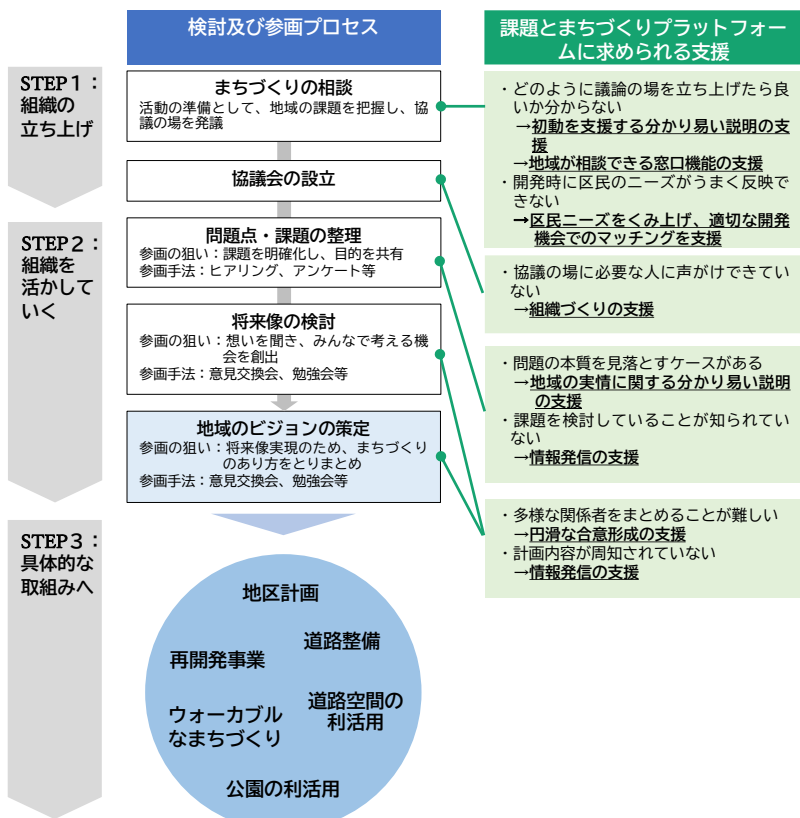 検討及び参画プロセス
課題とまちづくりプラットフォー
ムに求められる支援
STEP1：
組織の
立ち上げ
まちづくりの相談
活動の準備として、地域の課題を把握し、協
議の場を発議
協議会の設立
・どのように議論の場を立ち上げたら良
いか分からない
→初動を支援する分かり易い説明の支
援
→地域が相談できる窓口機能の支援
・開発時に区民のニーズがうまく反映で
きない
→区民ニーズをくみ上げ、適切な開発
機会でのマッチングを支援
STEP２：
組織を
活かして
いく
問題点・課題の整理
参画の狙い：課題を明確化し、目的を共有
参画手法：ヒアリング、アンケート等
将来像の検討
参画の狙い：想いを聞き、みんなで考える機
会を創出
参画手法：意見交換会、勉強会等
地域のビジョンの策定
参画の狙い：将来像実現のため、まちづくり
のあり方をとりまとめ
参画手法：意見交換会、勉強会等
・協議の場に必要な人に声がけできてい
ない
→組織づくりの支援
・問題の本質を見落とすケースがある
→地域の実情に関する分かり易い説明
の支援
・課題を検討していることが知られてい
ない
→情報発信の支援
・多様な関係者をまとめることが難しい
→円滑な合意形成の支援
・計画内容が周知されていない
→情報発信の支援
STEP３：
具体的な
取組みへ
地区計画
道路整備
再開発事業
道路空間の
利活用
ウォーカブル
なまちづくり
公園の利活用